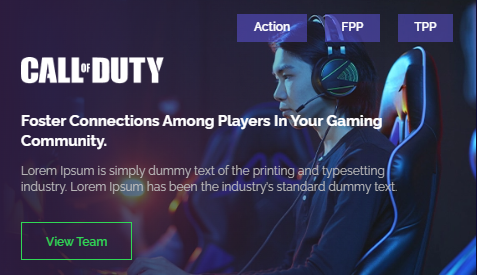 Action FPP TPP
CALL OF DUTY
Foster Connections Among Players In Your Gaming
Community.
Lorem Ipsum is simply dummy text of the printing and typesetting
industry. Lorem Ipsum has been the industry's standard dummy text.
View Team